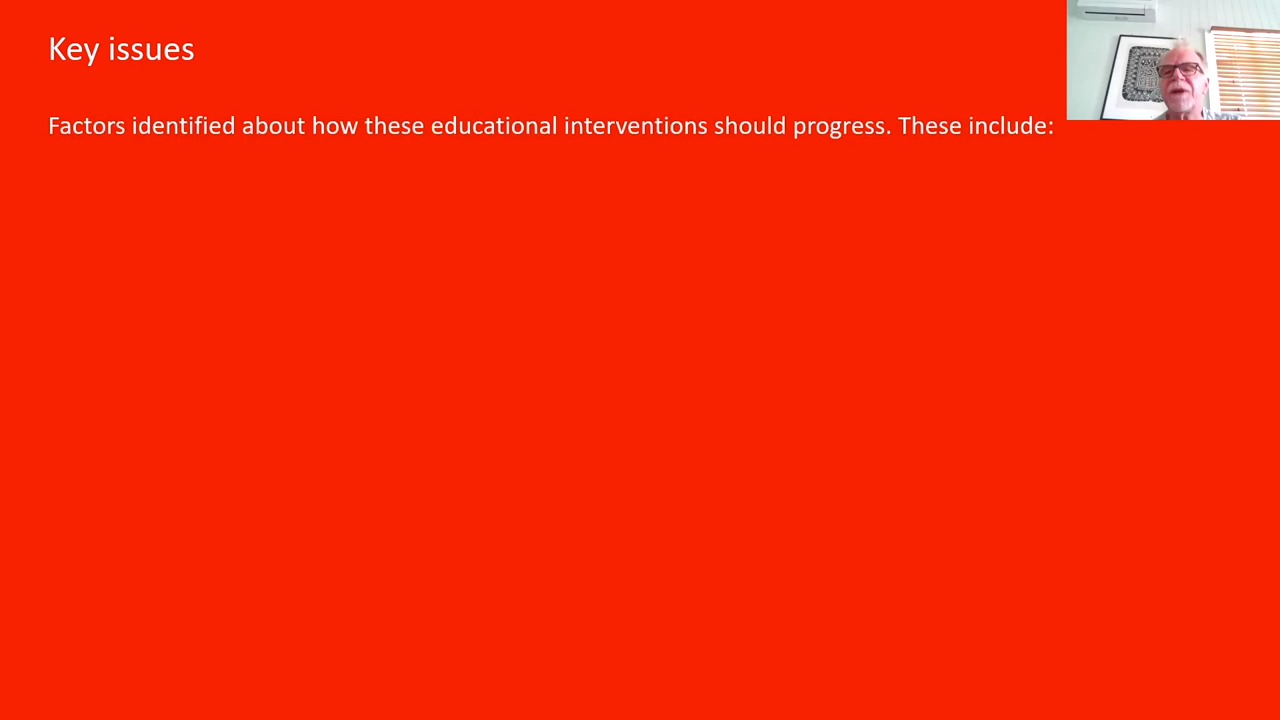 Key issues
Factors identified about how these educational interventions should progress. These include: